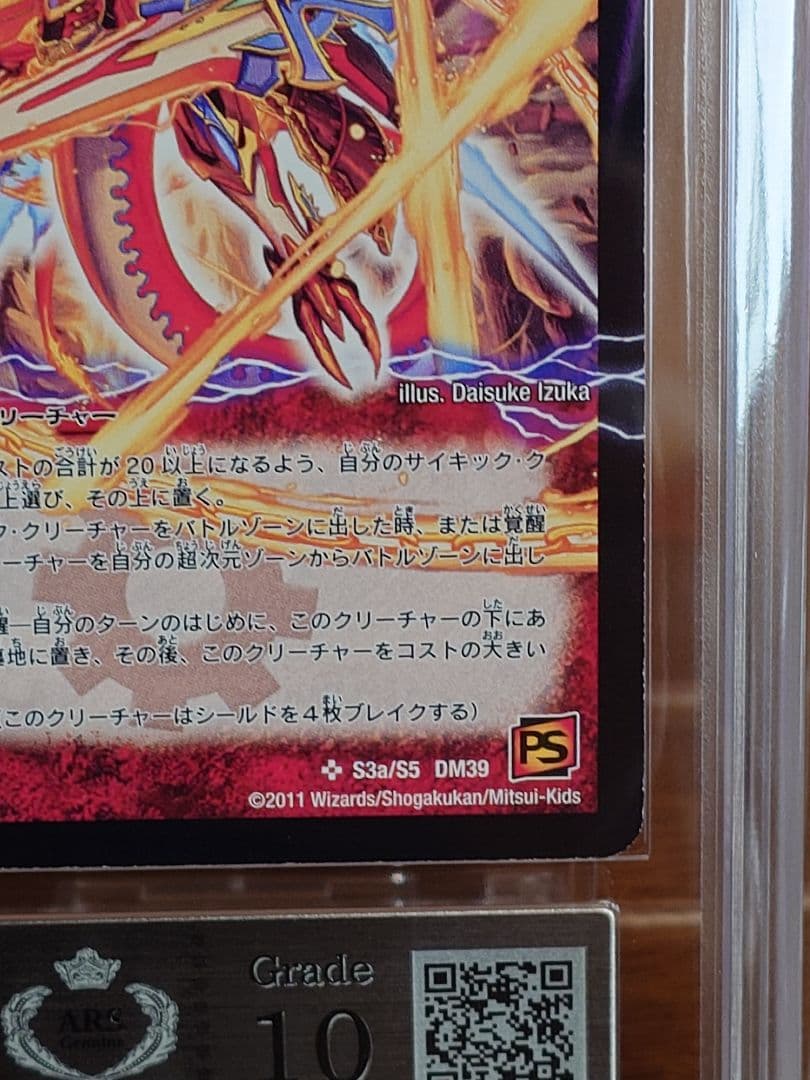 illus. Daisuke Izuka
リーチャー
ストの合計が20以上になるよう、自分のサイキック・ク
上選び、その上に置く。
ク・クリーチャーをバトルゾーンに出した時、または覚醒
ーチャーを自分の超次元ゾーンからバトルゾーンに出し
醒―自分のターンのはじめに、このクリーチャーの下にあ
墓地に置き、その後、このクリーチャーをコストの大きい
(このクリーチャーはシールドを4枚ブレイクする)
S3a/S5 DM39
PS
©2011 Wizards/Shogakukan/Mitsui-Kids
ARS
Genuine
Grade
10